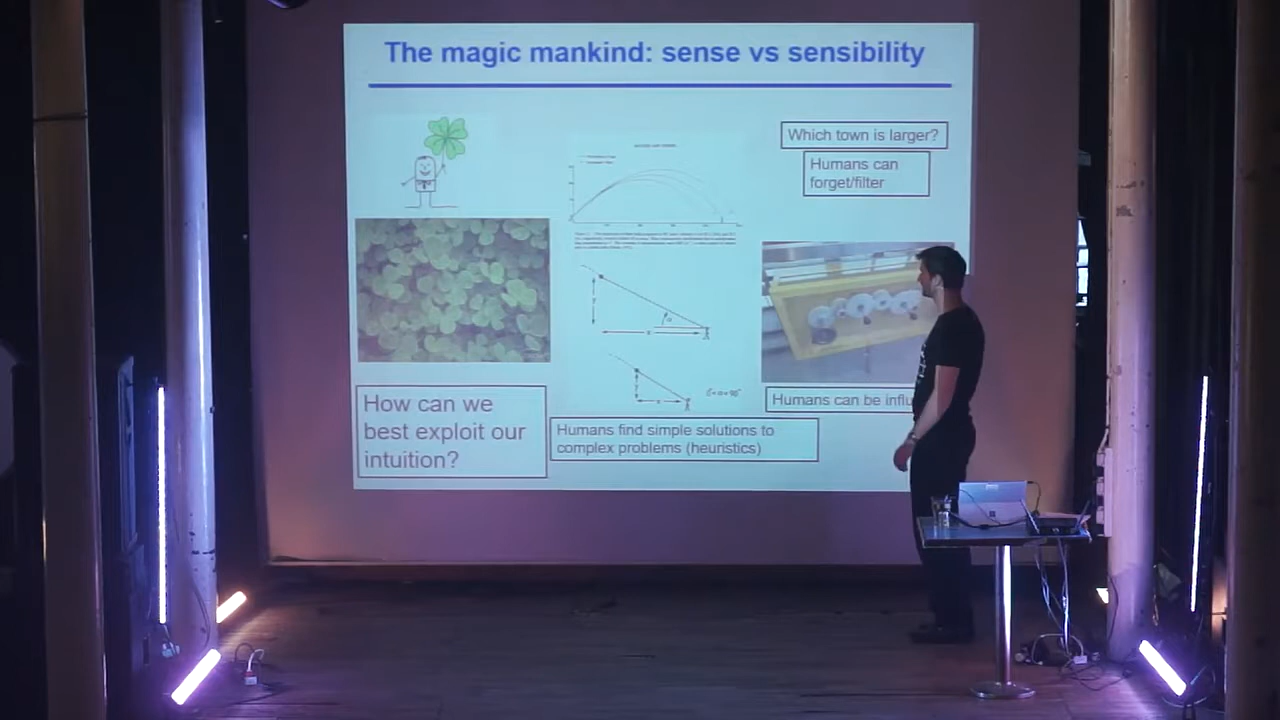 The magic mankind: sense vs sensibility
Which town is larger?
Humans can
forget/filter
How can we
best exploit our
intuition?
Humans find simple solutions to
complex problems (heuristics)
Humans can be influ